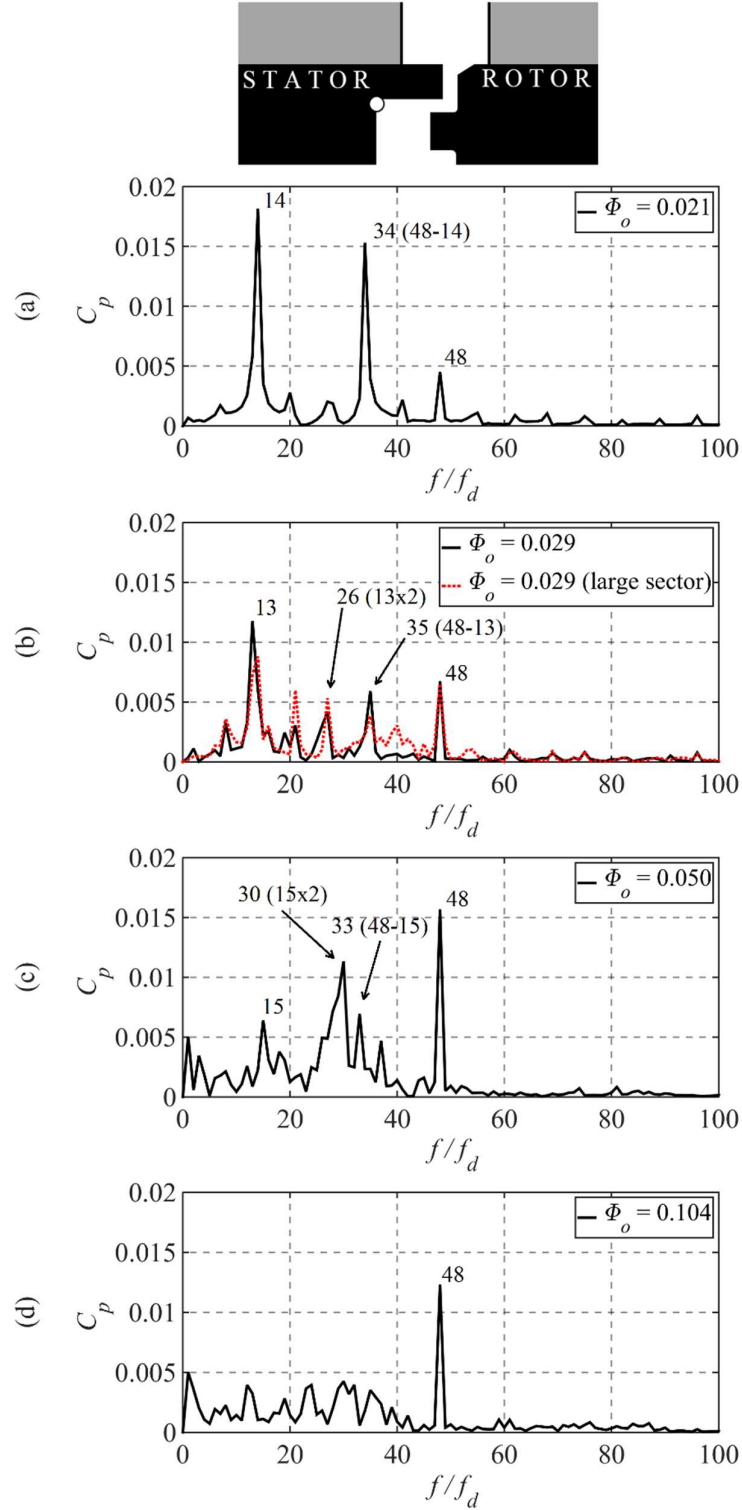 STATOR ROTOR
(a)
C_p
0.02
0.015
0.01
0.005
0
14
34 (48-14)
48
Φ_o = 0.021
0 20 40 60 80 100
f/f_d
(b)
C_p
0.02
0.015
0.01
0.005
0
Φ_o = 0.029
Φ_o = 0.029 (large sector)
13
26 (13x2)
35 (48-13)
48
0 20 40 60 80 100
f/f_d
(c)
C_p
0.02
0.015
0.01
0.005
0
Φ_o = 0.050
30 (15x2)
33 (48-15)
48
15
0 20 40 60 80 100
f/f_d
(d)
C_p
0.02
0.015
0.01
0.005
0
Φ_o = 0.104
48
0 20 40 60 80 100
f/f_d